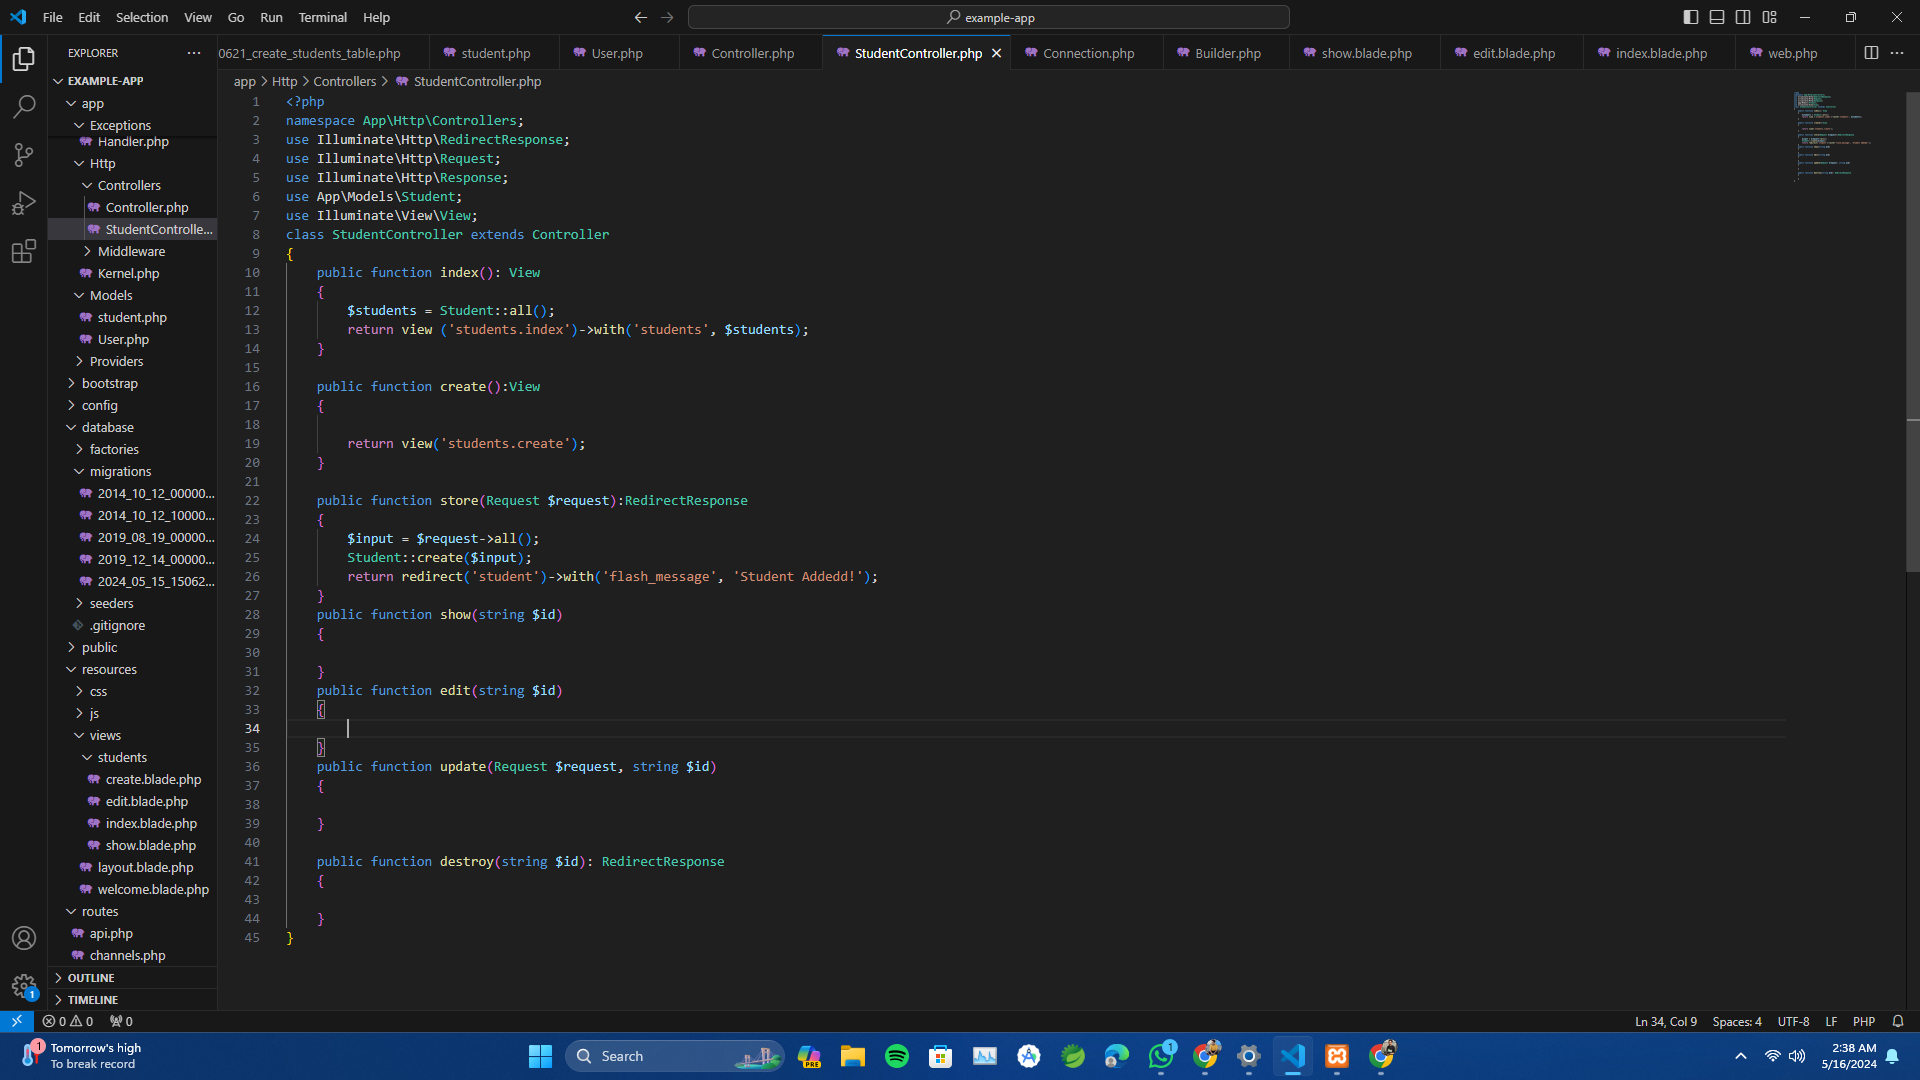 File Edit Selection View Go Run Terminal Help
example-app
EXPLORER
0621_create_students_table.php
student.php
User.php
Controller.php
StudentController.php
Connection.php
Builder.php
show.blade.php
edit.blade.php
index.blade.php
web.php
app > Http > Controllers > StudentController.php
EXAMPLE-APP
app
Exceptions
Handler.php
Http
Controllers
Controller.php
StudentControlle...
Middleware
Kernel.php
Models
student.php
User.php
Providers
bootstrap
config
database
factories
migrations
2014_10_12_00000...
2014_10_12_10000...
2019_08_19_00000...
2019_12_14_00000...
2024_05_15_15062...
seeders
.gitignore
public
resources
css
js
views
students
create.blade.php
edit.blade.php
index.blade.php
show.blade.php
layout.blade.php
welcome.blade.php
routes
api.php
channels.php
OUTLINE
TIMELINE
1 <?php
2 namespace App\Http\Controllers;
3 use Illuminate\Http\RedirectResponse;
4 use Illuminate\Http\Request;
5 use Illuminate\Http\Response;
6 use App\Models\Student;
7 use Illuminate\View\View;
8 class StudentController extends Controller
9 {
10 public function index(): View
11 {
12 $students = Student::all();
13 return view ('students.index')->with('students', $students);
14 }
15
16 public function create():View
17 {
18
19 return view('students.create');
20 }
21
22 public function store(Request $request):RedirectResponse
23 {
24 $input = $request->all();
25 Student::create($input);
26 return redirect('student')->with('flash_message', 'Student Addedd!');
27 }
28 public function show(string $id)
29 {
30
31 }
32 public function edit(string $id)
33 {
34
35 }
36 public function update(Request $request, string $id)
37 {
38
39 }
40
41 public function destroy(string $id): RedirectResponse
42 {
43
44 }
45 }
1
0 0 0
Ln 34, Col 9 Spaces: 4 UTF-8 LF PHP
1
Tomorrow's high
To break record
Search
PRE
1
2:38 AM
5/16/2024